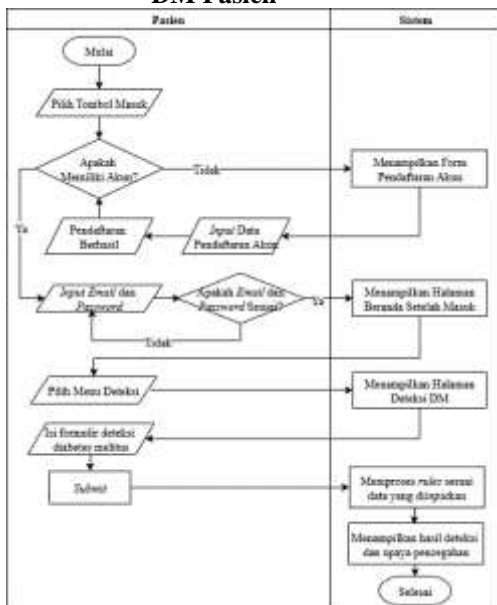 DM Pasien
Pasien
Sistem
Mulai
Pilih Tombol Masuk
Apakah
Memiliki Akun?
Tidak
Menampilkan Form
Pendaftaran Akun
Ya
Pendaftaran
Berhasil
Input Data
Pendaftaran Akun
Input Email dan
Password
Apakah Email dan
Password Sesuai?
Ya
Menampilkan Halaman
Beranda Setelah Masuk
Tidak
Pilih Menu Deteksi
Menampilkan Halaman
Deteksi DM
Isi formulir deteksi
diabetes melitus
Submit
Memproses rules sesuai
data yang diinputkan
Menampilkan hasil deteksi
dan upaya pencegahan
Selesai